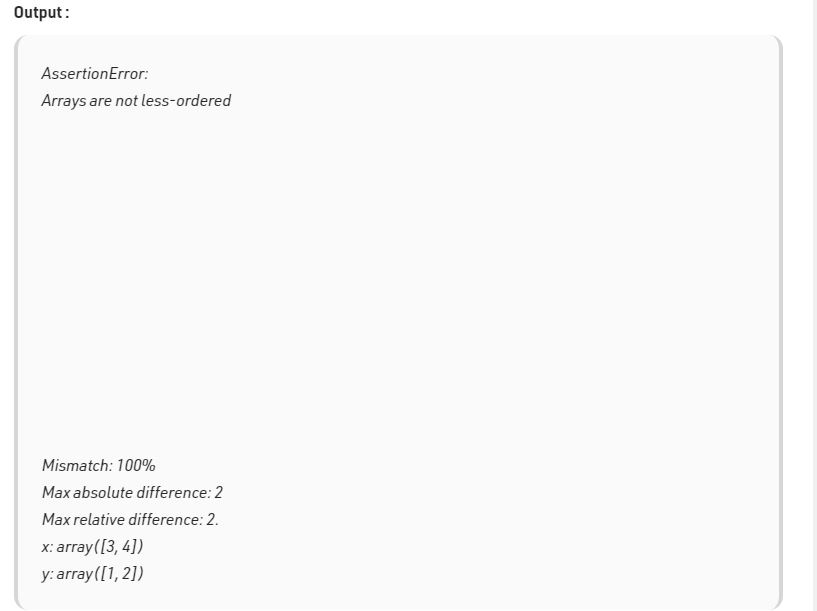 Output :
AssertionError:
Arrays are not less-ordered
Mismatch: 100%
Max absolute difference: 2
Max relative difference: 2.
x: array([3, 4])
y: array([1, 2])